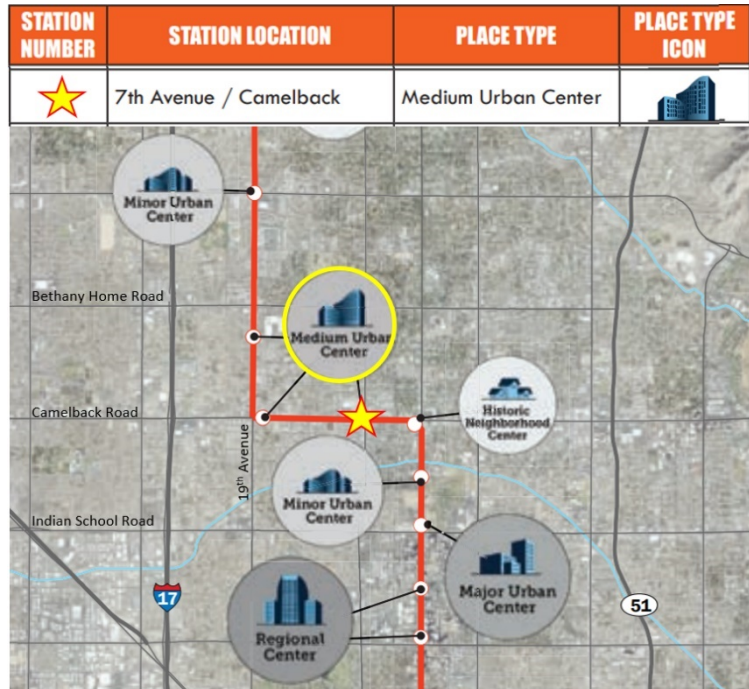 STATION NUMBER
STATION LOCATION
PLACE TYPE
PLACE TYPE ICON
7th Avenue / Camelback
Medium Urban Center
Minor Urban
Center
Bethany Home Road
Medium Urban
Center
Camelback Road
Historic
Neighborhood
Center
19th Avenue
Minor Urban
Center
Indian School Road
Major Urban
Center
17
51
Regional
Center